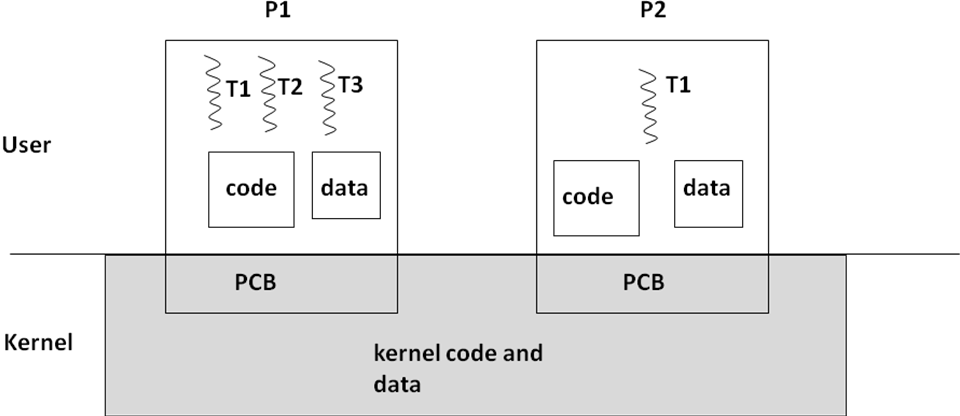 P1
P2
T1
T2
T3
T1
User
code
data
code
data
PCB
PCB
Kernel
kernel code and
data